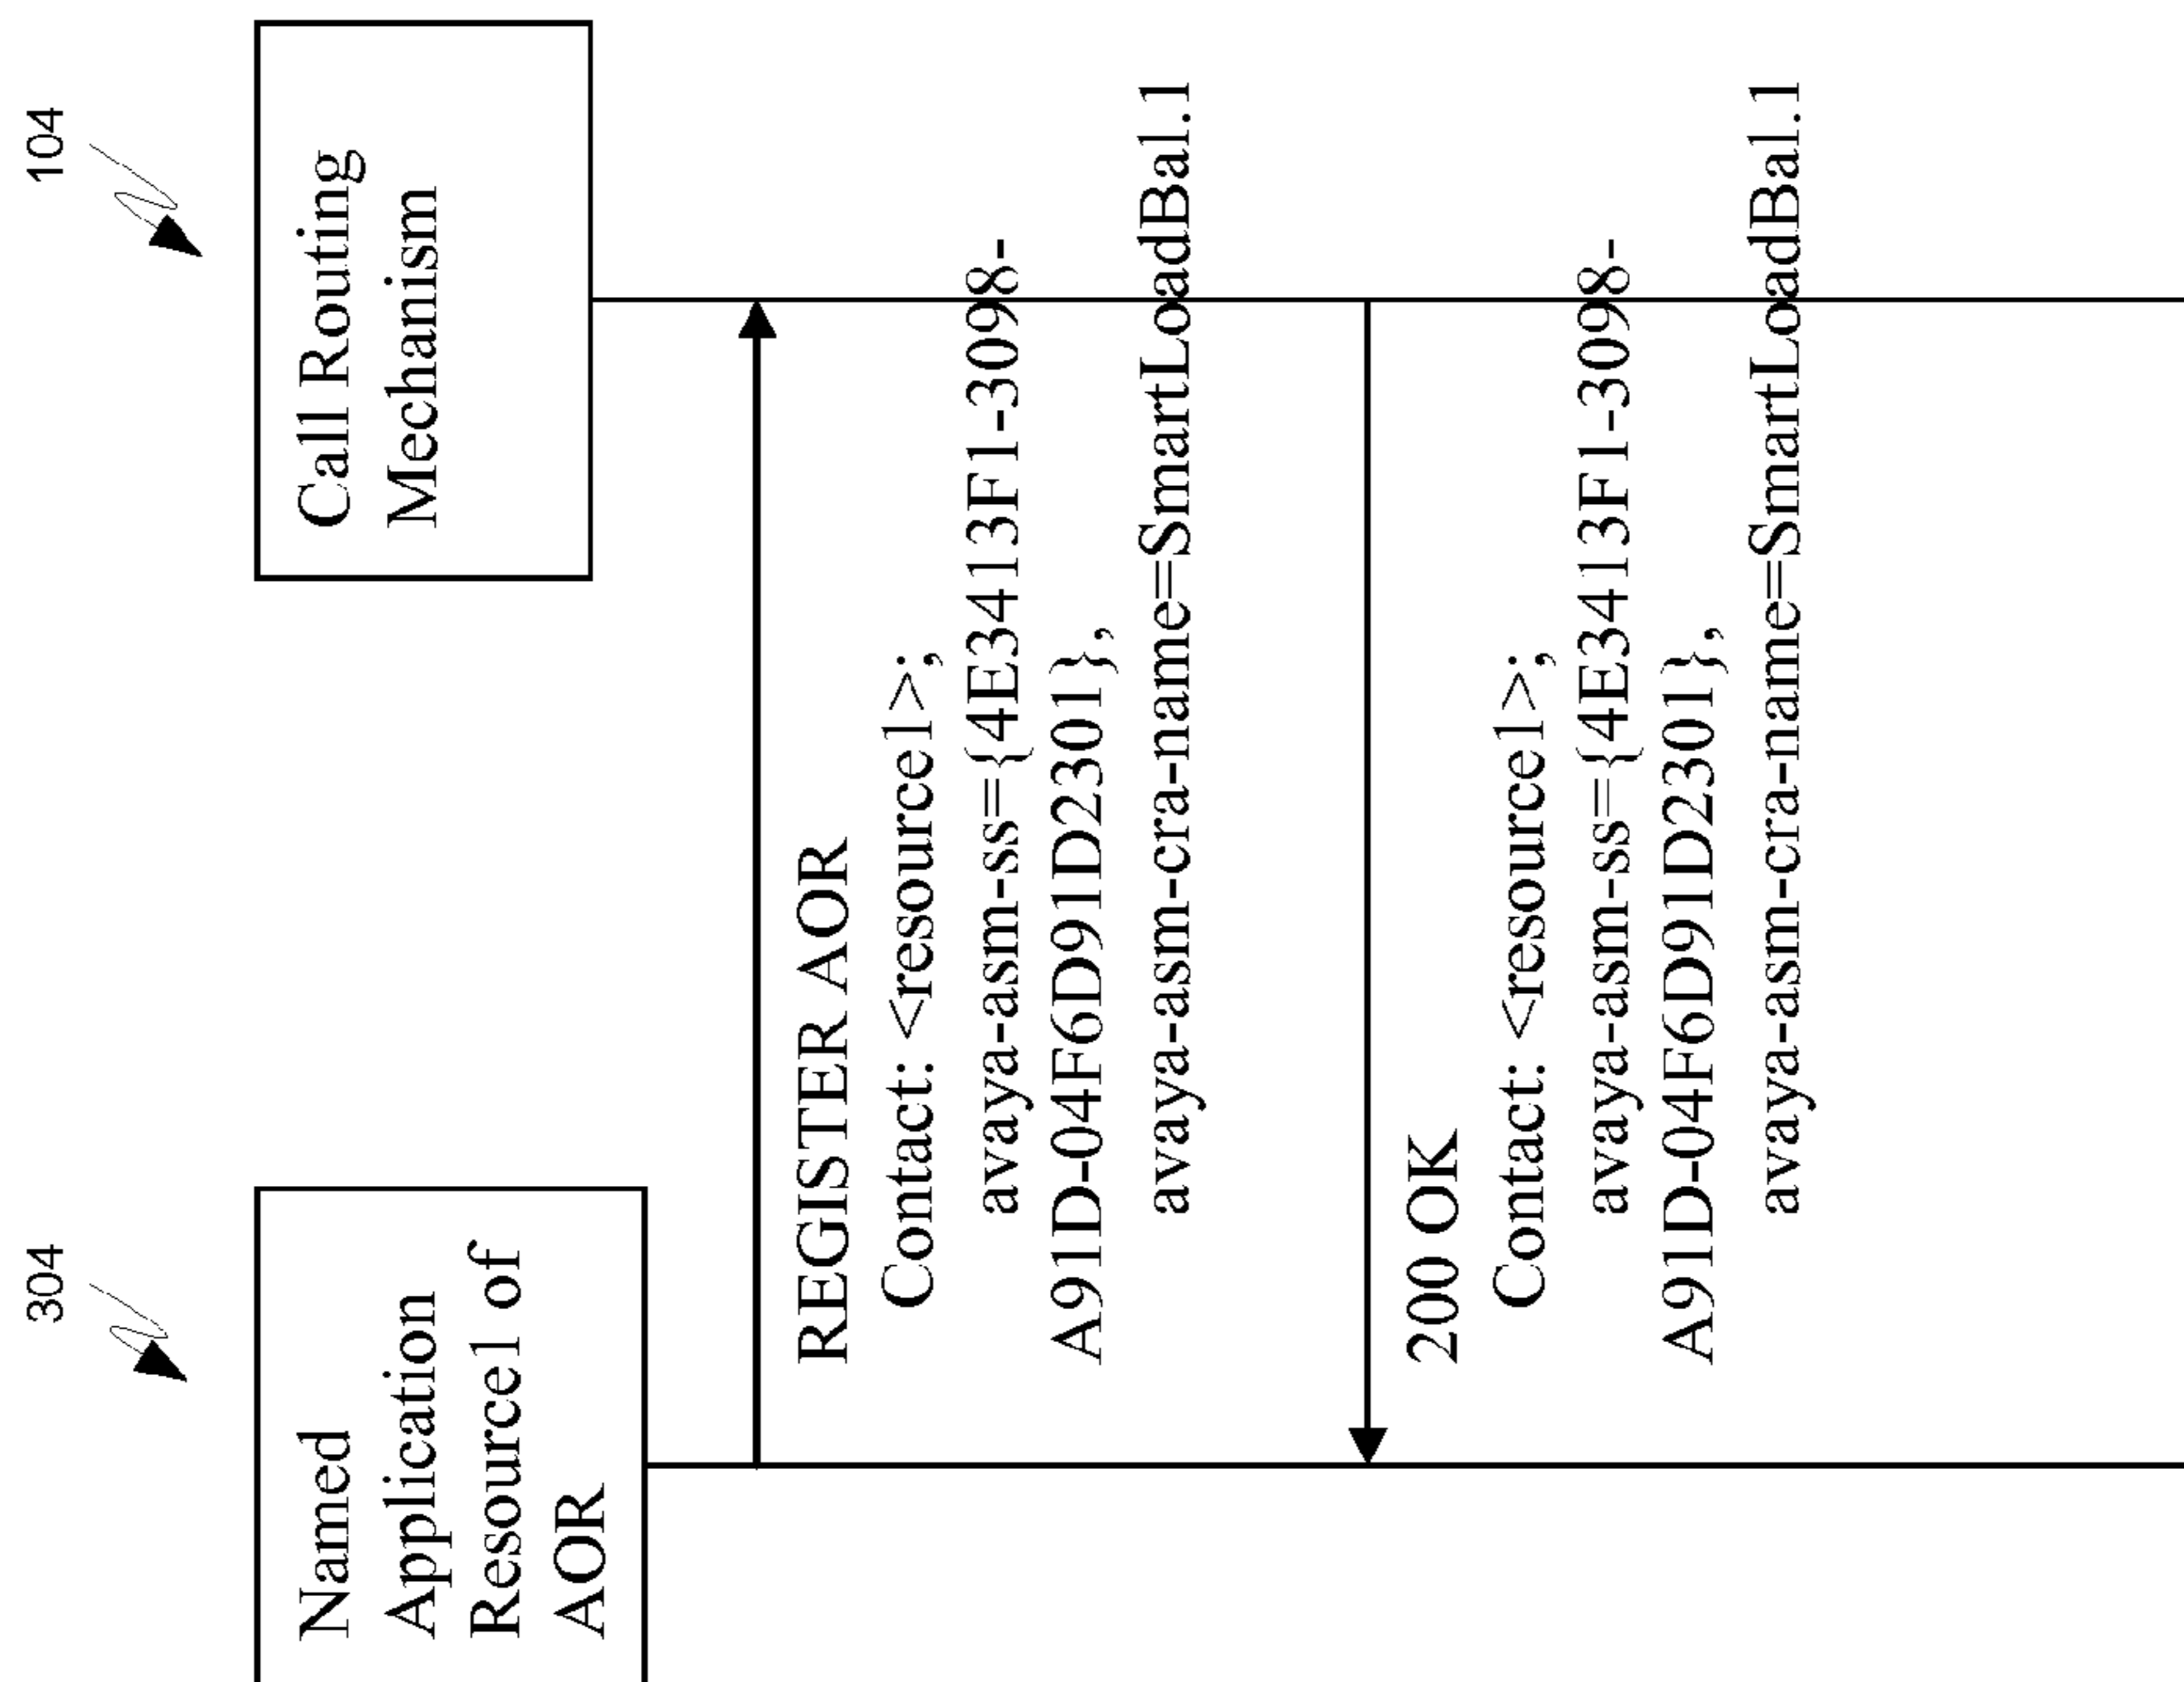 304
104
Named
Application
Resource1 of
AOR
Call Routing
Mechanism
REGISTER AOR
Contact: <resource1>;
avaya-asm-ss={4E3413F1-3098-
A91D-04F6D91D2301},
avaya-asm-cra-name=SmartLoadBal.1
200 OK
Contact: <resource1>;
avaya-asm-ss={4E3413F1-3098-
A91D-04F6D91D2301},
avaya-asm-cra-name=SmartLoadBal.1